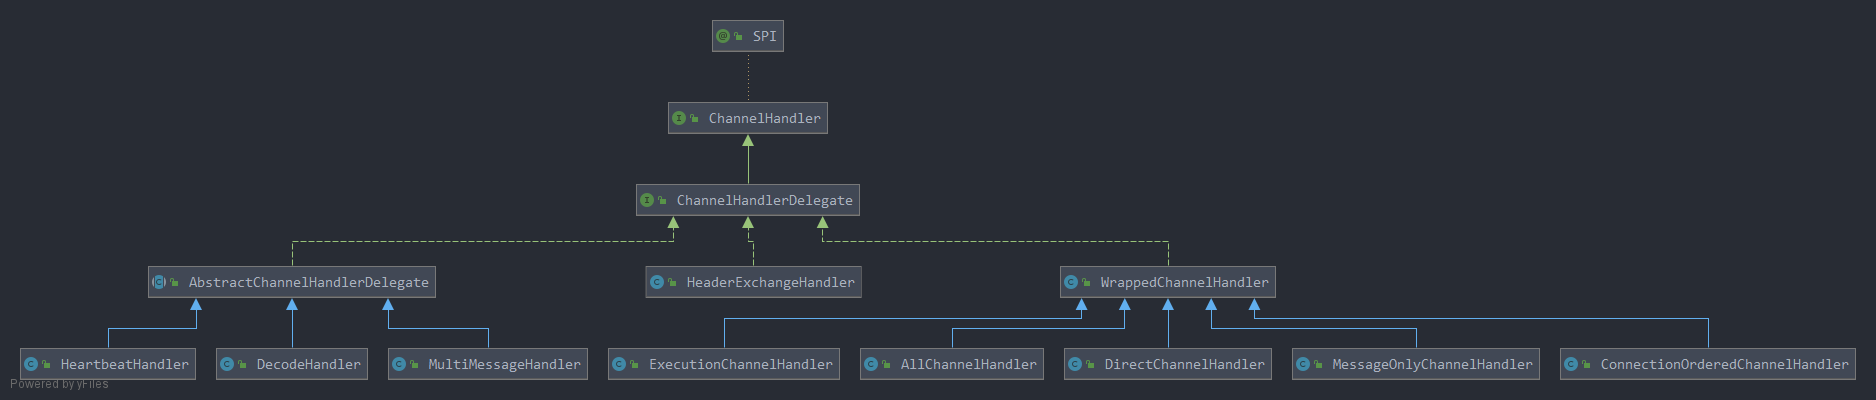 SPI
ChannelHandler
ChannelHandlerDelegate
AbstractChannelHandlerDelegate
HeaderExchangeHandler
WrappedChannelHandler
HeartbeatHandler
DecodeHandler
MultiMessageHandler
ExecutionChannelHandler
AllChannelHandler
DirectChannelHandler
MessageOnlyChannelHandler
ConnectionOrderedChannelHandler
Powered by yFiles